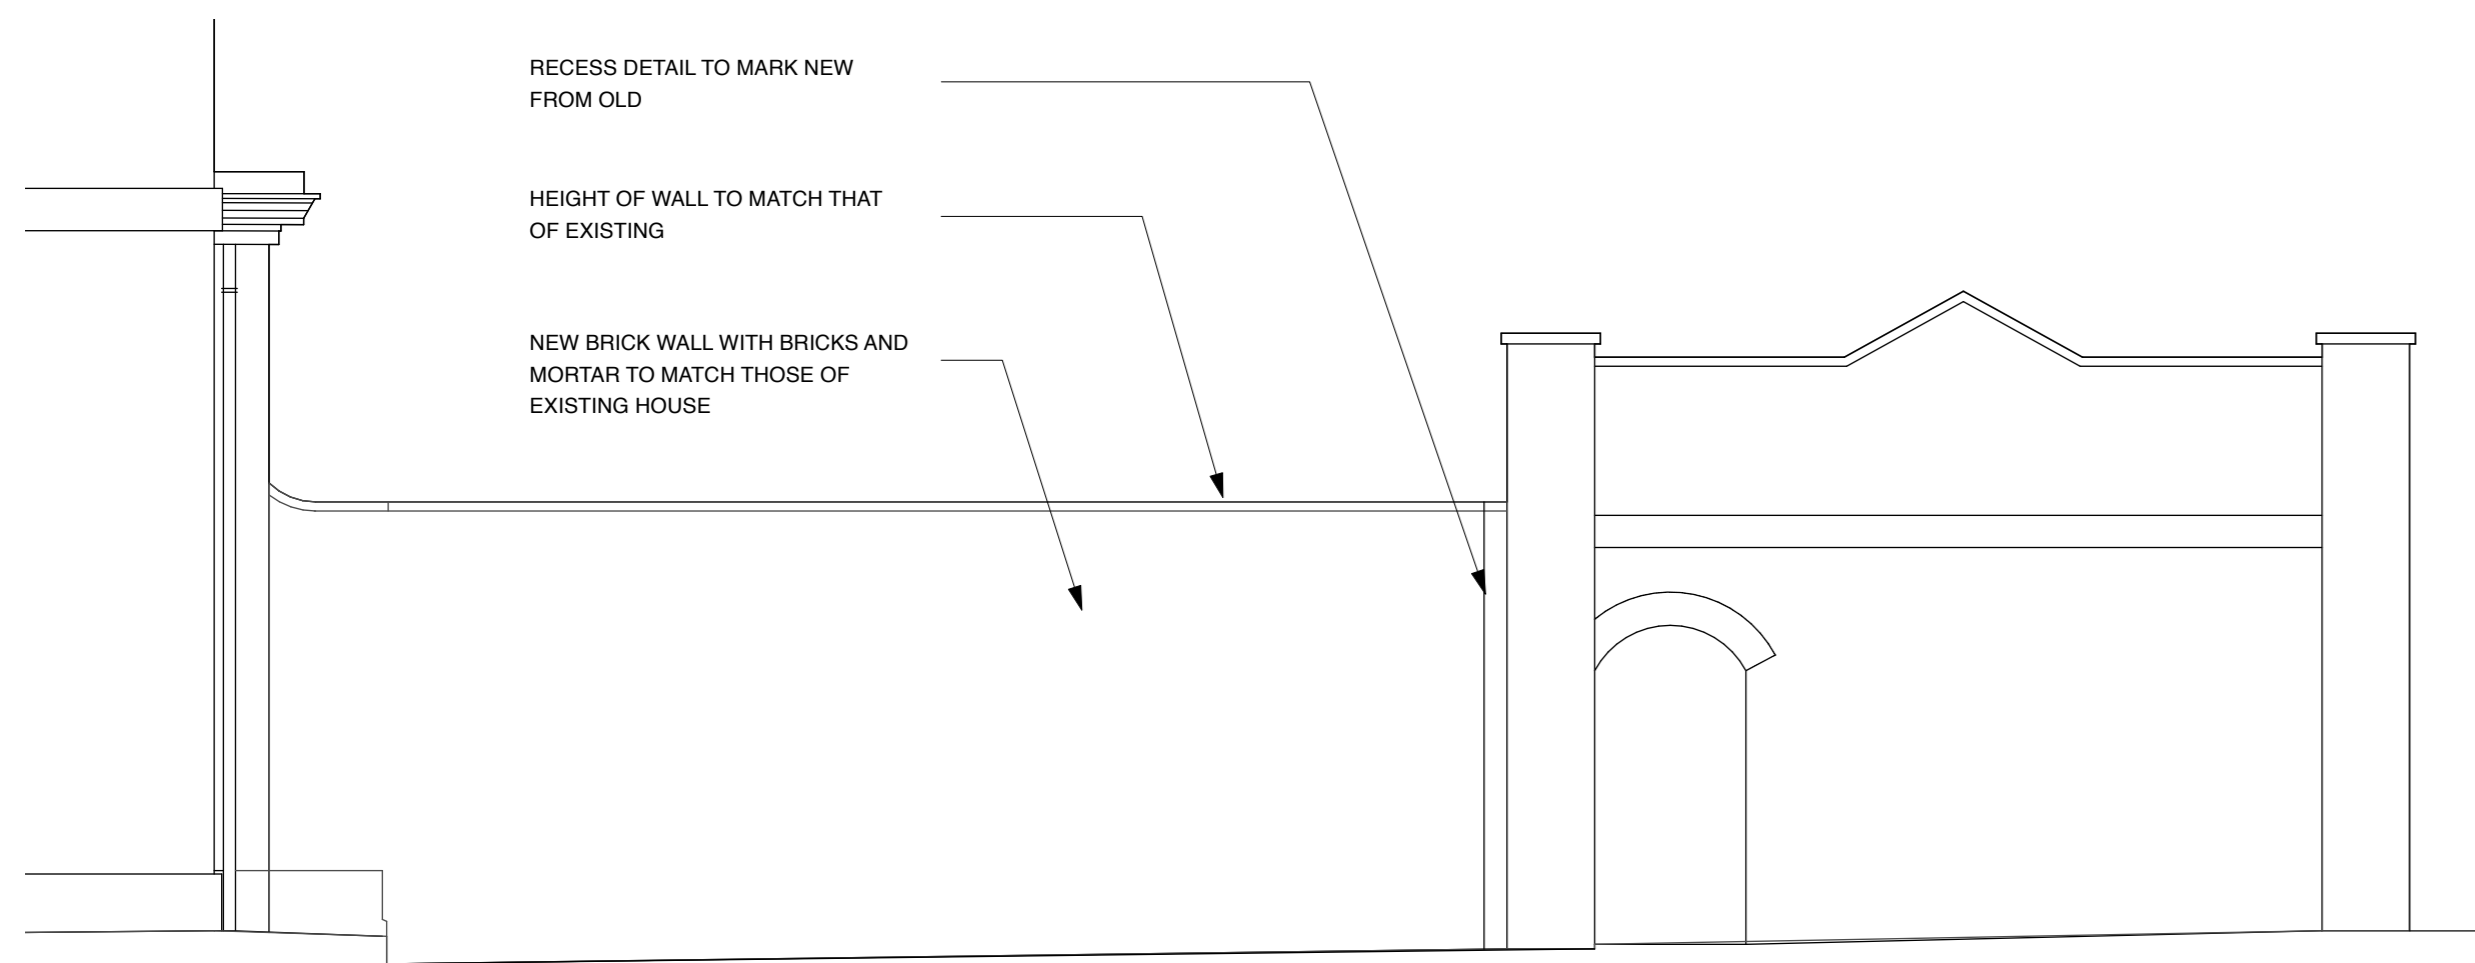 RECESS DETAIL TO MARK NEW
FROM OLD
HEIGHT OF WALL TO MATCH THAT
OF EXISTING
NEW BRICK WALL WITH BRICKS AND
MORTAR TO MATCH THOSE OF
EXISTING HOUSE